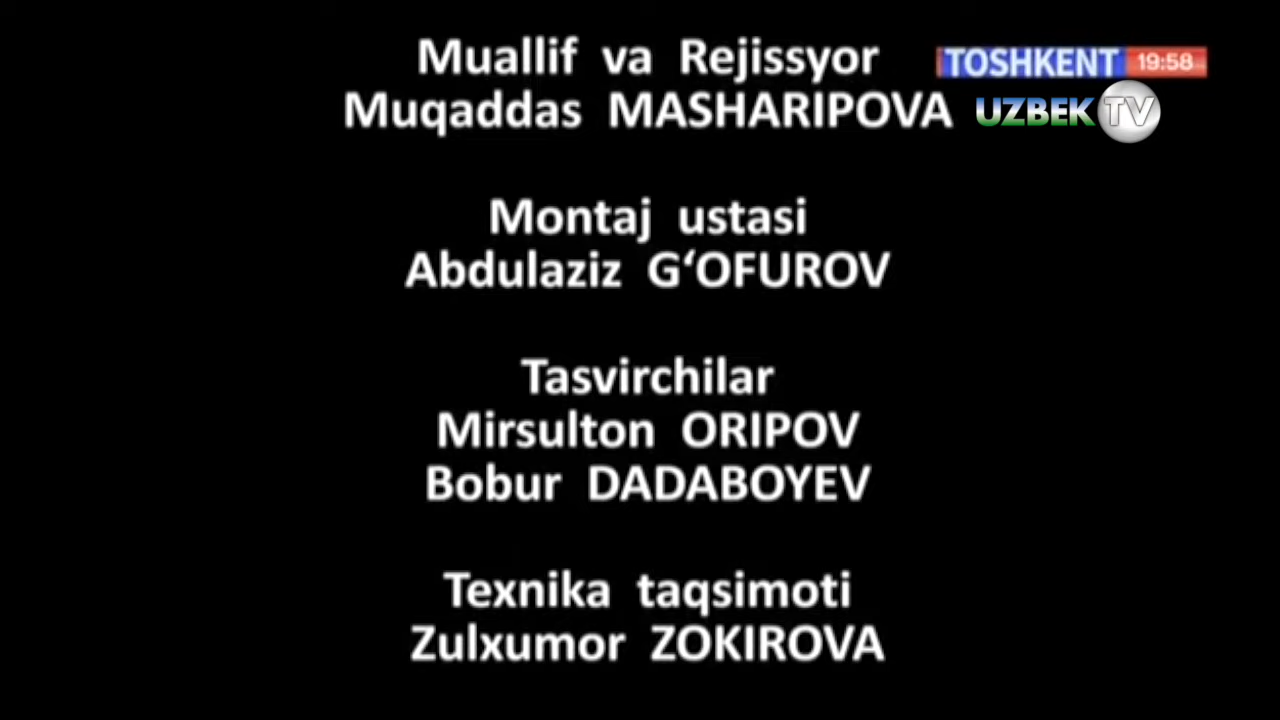 Muallif va Rejissyor
Muqaddas MASHARIPOVA
TOSHKENT 19:58
UZBEK TV
Montaj ustasi
Abdulaziz G‘OFUROV
Tasvirchilar
Mirsulton ORIPOV
Bobur DADABOYEV
Texnika taqsimoti
Zulxumor ZOKIROVA